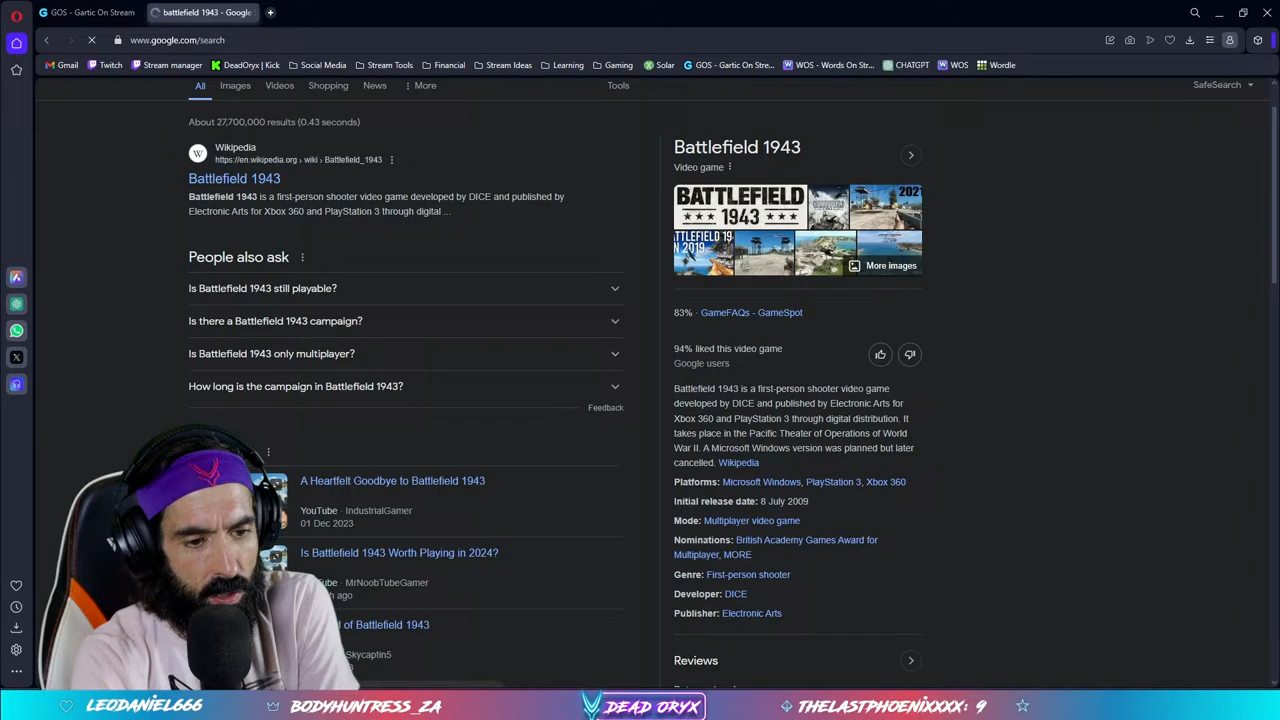 GOS - Gartic On Stream
battlefield 1943 - Google
www.google.com/search
Gmail
Twitch
Stream manager
DeadOryx | Kick
Social Media
Stream Tools
Financial
Stream Ideas
Learning
Gaming
Solar
GOS - Gartic On Stre...
WOS - Words On Str...
CHATGPT
WOS
Wordle
All
Images
Videos
Shopping
News
More
Tools
SafeSearch
About 27,700,000 results (0.43 seconds)
W
Wikipedia
https://en.wikipedia.org › wiki › Battlefield_1943
Battlefield 1943
Battlefield 1943 is a first-person shooter video game developed by DICE and published by
Electronic Arts for Xbox 360 and PlayStation 3 through digital ...
People also ask
Is Battlefield 1943 still playable?
Is there a Battlefield 1943 campaign?
Is Battlefield 1943 only multiplayer?
How long is the campaign in Battlefield 1943?
Feedback
A Heartfelt Goodbye to Battlefield 1943
YouTube · IndustrialGamer
01 Dec 2023
Is Battlefield 1943 Worth Playing in 2024?
Tube · MrNoobTubeGamer
ago
of Battlefield 1943
Skycaptin5
Battlefield 1943
Video game
BATTLEFIELD
1943
202
More images
83% · GameFAQs - GameSpot
94% liked this video game
Google users
Battlefield 1943 is a first-person shooter video game
developed by DICE and published by Electronic Arts for
Xbox 360 and PlayStation 3 through digital distribution. It
takes place in the Pacific Theater of Operations of World
War II. A Microsoft Windows version was planned but later
cancelled. Wikipedia
Platforms: Microsoft Windows, PlayStation 3, Xbox 360
Initial release date: 8 July 2009
Mode: Multiplayer video game
Nominations: British Academy Games Award for
Multiplayer, MORE
Genre: First-person shooter
Developer: DICE
Publisher: Electronic Arts
Reviews
LEODANIEL666
BODYHUNTRESS_ZA
DEAD ORYX
THELASTPHOENIXXXX: 9